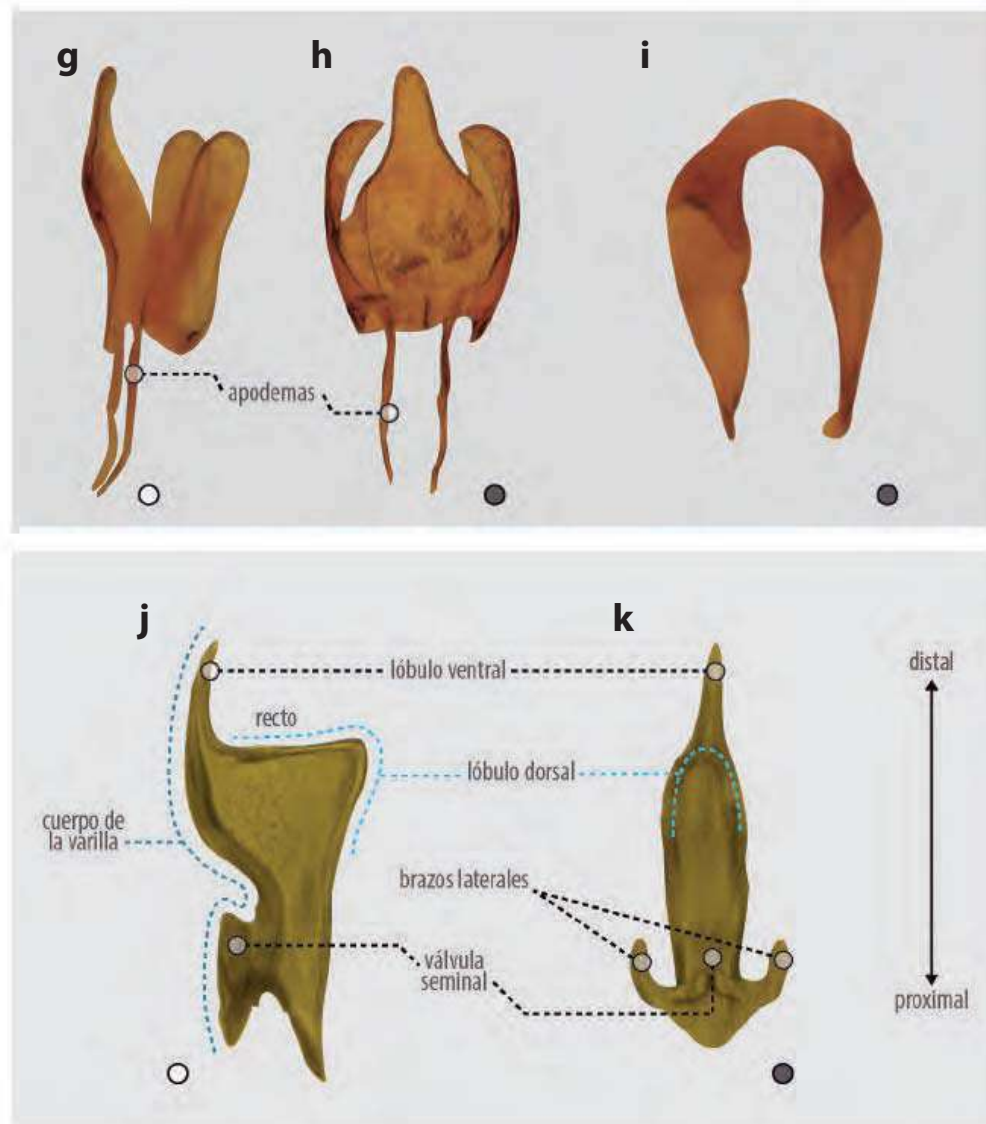 g
h
i
apodemas
j
k
lóbulo ventral
distal
recto
lóbulo dorsal
cuerpo de
la varilla
brazos laterales
válvula
seminal
proximal